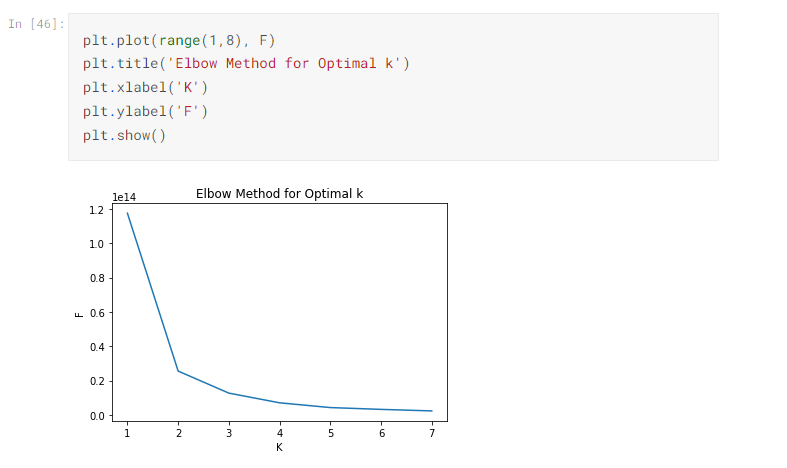 In [46]:
plt.plot(range(1,8), F)
plt.title('Elbow Method for Optimal k')
plt.xlabel('K')
plt.ylabel('F')
plt.show()
Elbow Method for Optimal k
1e14
1.2
1.0
0.8
0.6
0.4
0.2
0.0
F
1 2 3 4 5 6 7
K